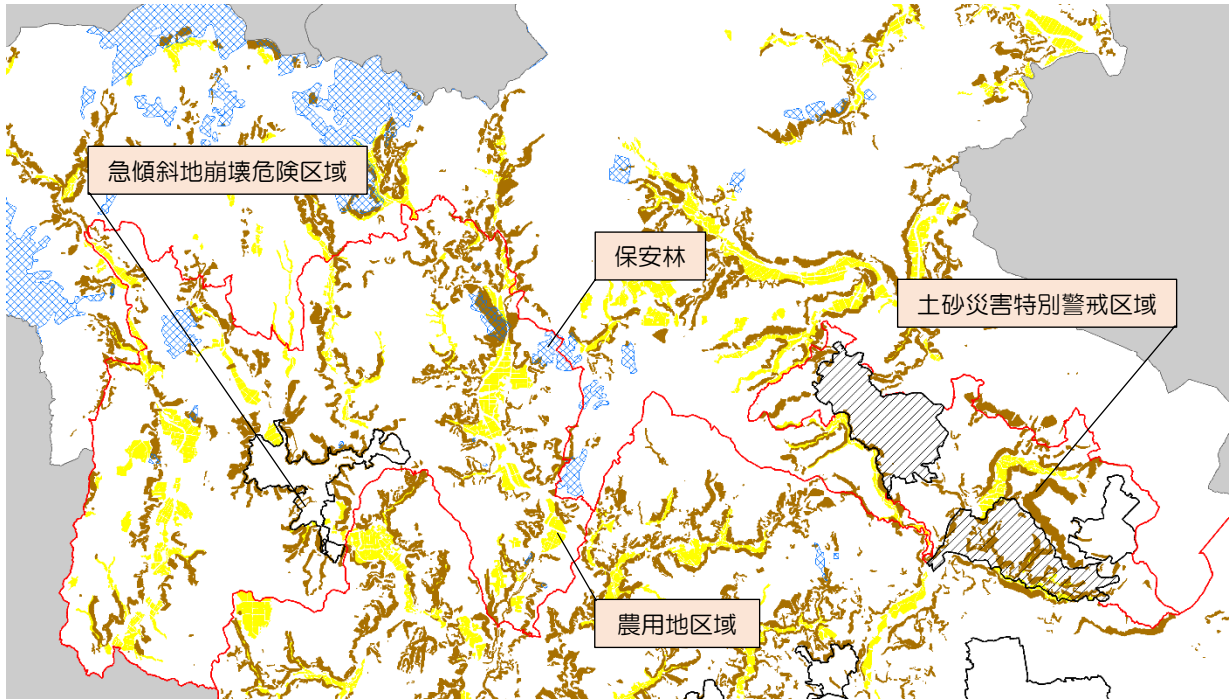 急傾斜地崩壊危険区域
保安林
土砂災害特別警戒区域
農用地区域